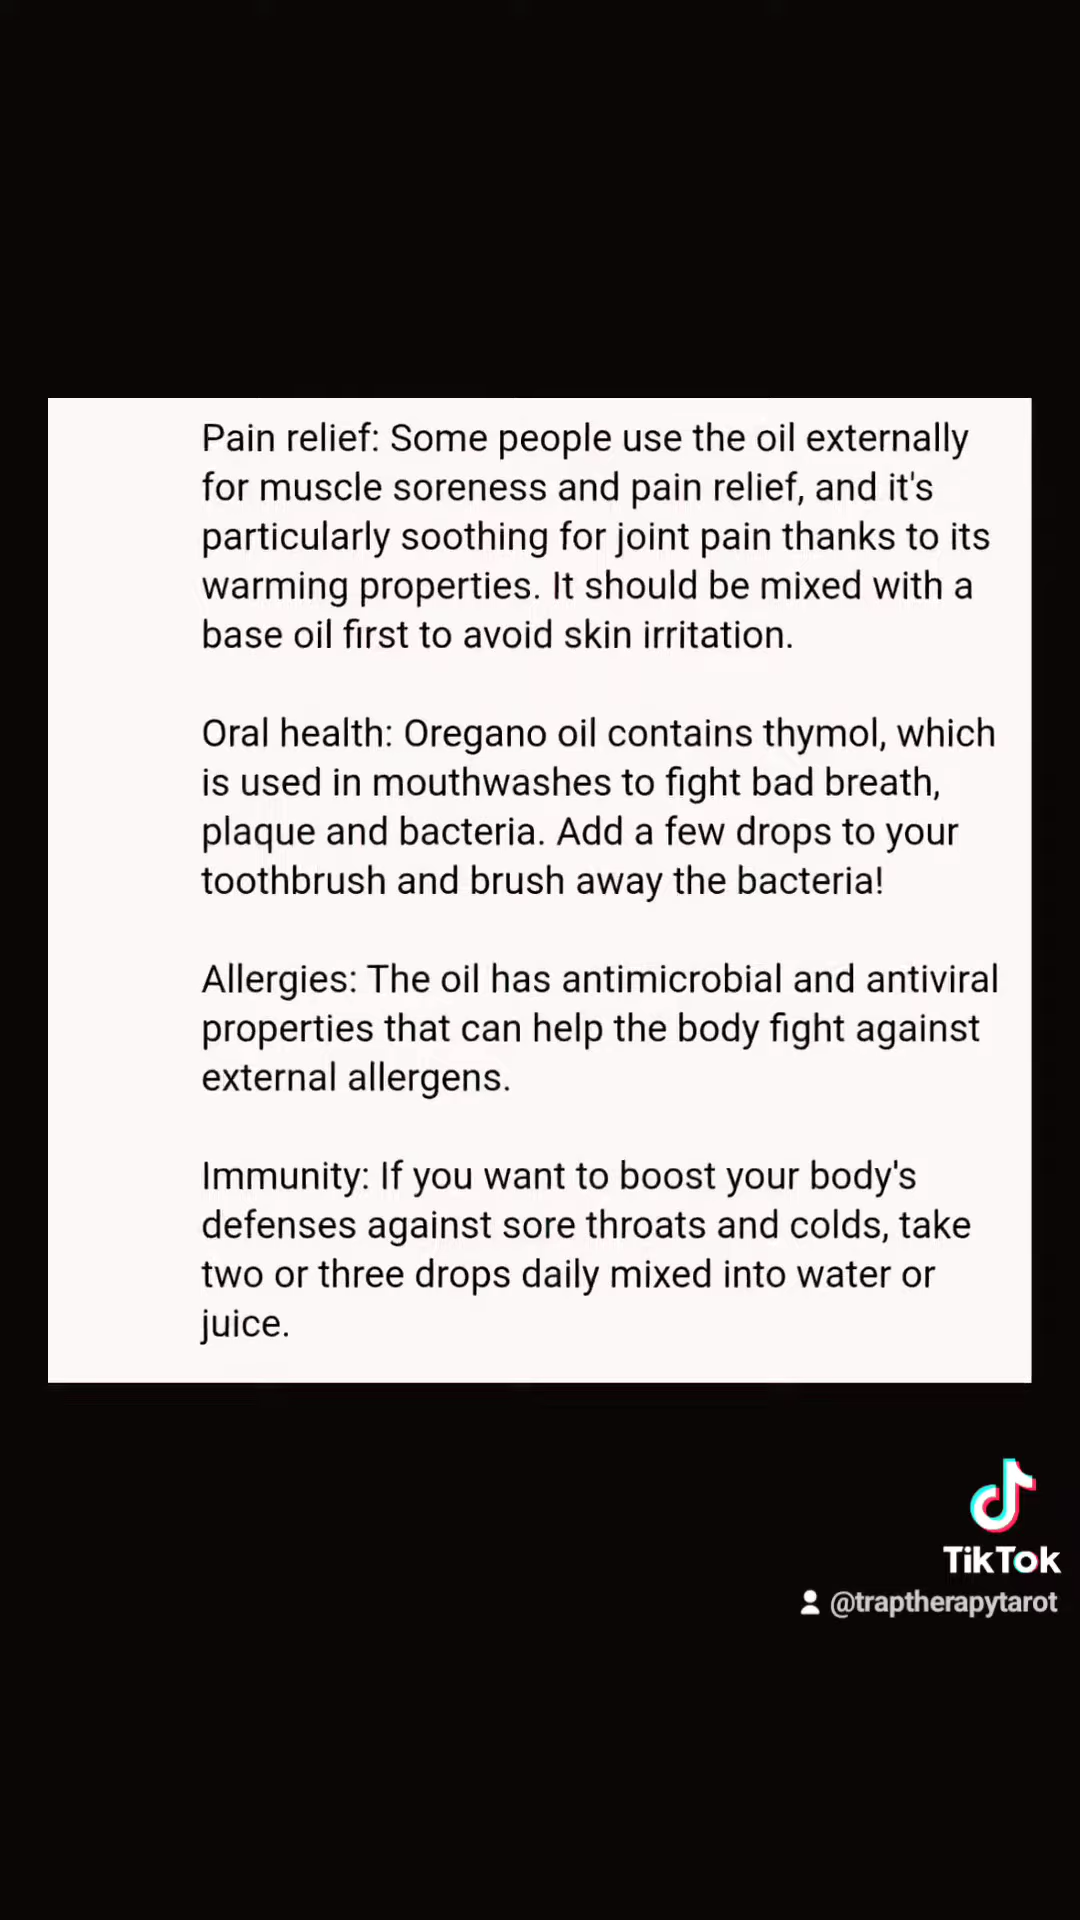 Pain relief: Some people use the oil externally
for muscle soreness and pain relief, and it's
particularly soothing for joint pain thanks to its
warming properties. It should be mixed with a
base oil first to avoid skin irritation.
Oral health: Oregano oil contains thymol, which
is used in mouthwashes to fight bad breath,
plaque and bacteria. Add a few drops to your
toothbrush and brush away the bacteria!
Allergies: The oil has antimicrobial and antiviral
properties that can help the body fight against
external allergens.
Immunity: If you want to boost your body's
defenses against sore throats and colds, take
two or three drops daily mixed into water or
juice.
TikTok
@traptherapytarot